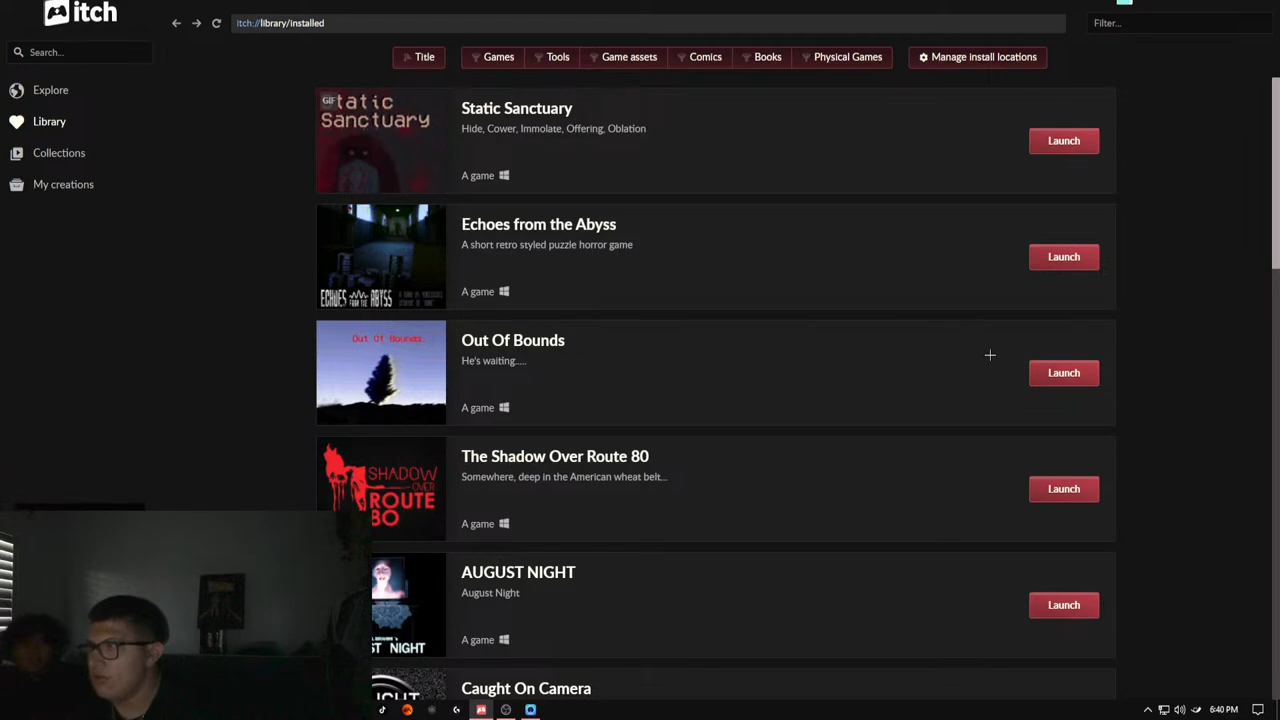 itch
itch://library/installed
Filter...
Search...
Title
Games
Tools
Game assets
Comics
Books
Physical Games
Manage install locations
Explore
Library
Collections
My creations
GIF
Static
Sanctuary
Static Sanctuary
Hide, Cower, Immolate, Offering, Oblation
A game
Launch
ECHOES FROM THE ABYSS
Echoes from the Abyss
A short retro styled puzzle horror game
A game
Launch
Out Of Bounds
Out Of Bounds
He's waiting.....
A game
Launch
SHADOW
OVER
ROUTE
80
The Shadow Over Route 80
Somewhere, deep in the American wheat belt...
A game
Launch
ST NIGHT
AUGUST NIGHT
August Night
A game
Launch
Caught On Camera
6:40 PM